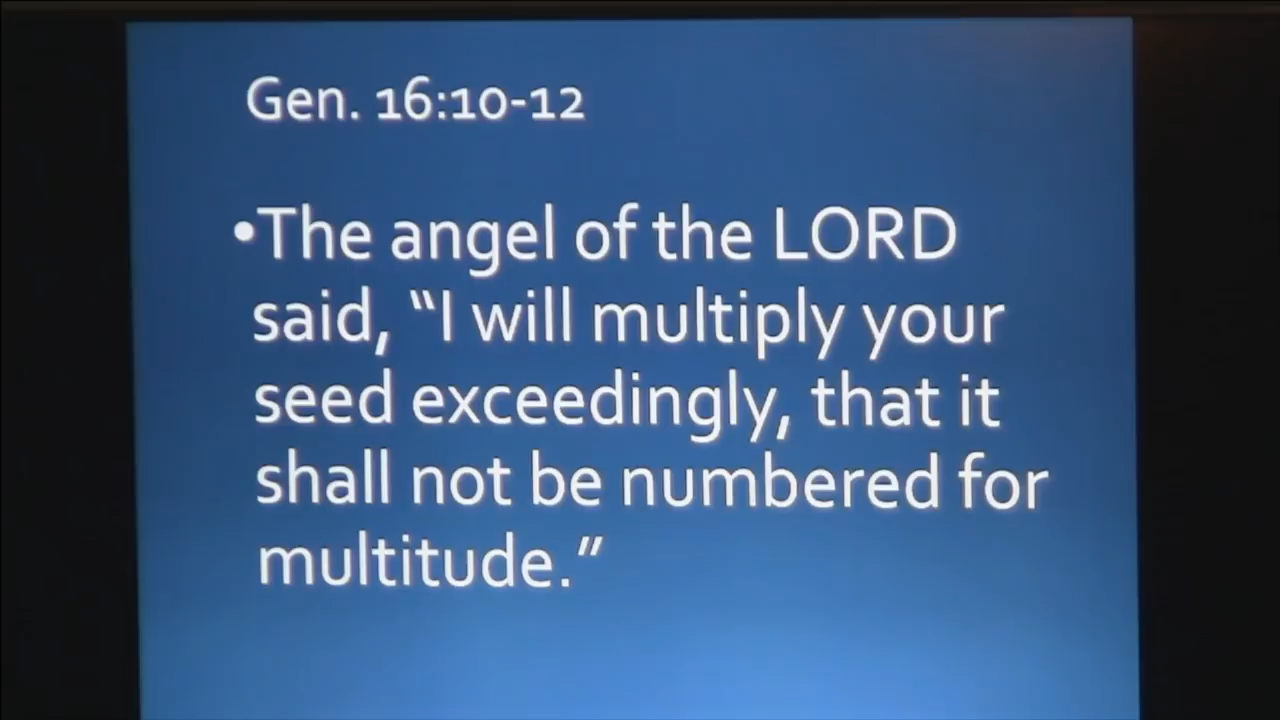 Gen. 16:10-12
•The angel of the LORD
said, “I will multiply your
seed exceedingly, that it
shall not be numbered for
multitude.”